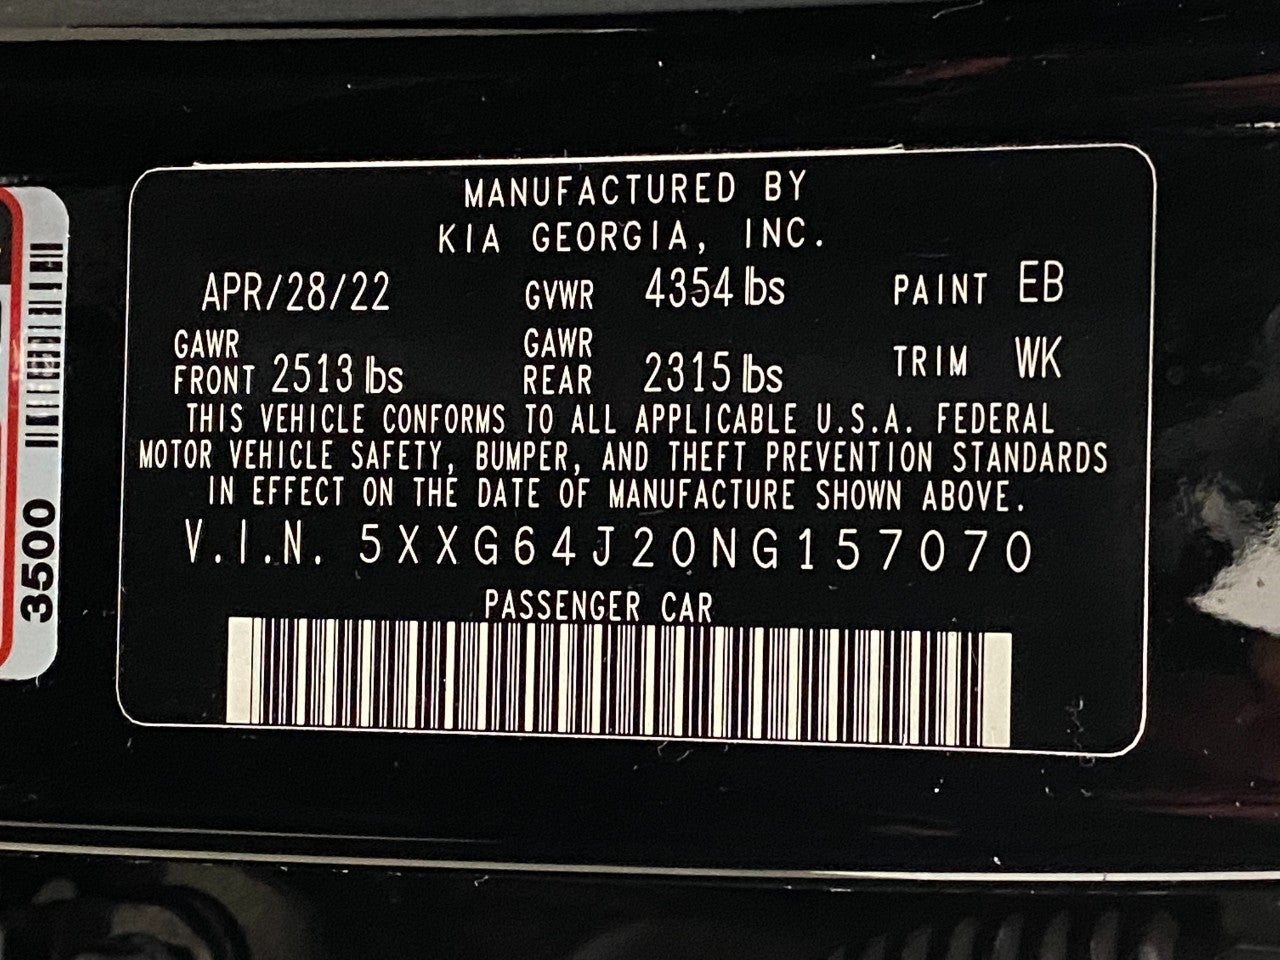 MANUFACTURED BY
KIA GEORGIA, INC.
APR/28/22 GVWR 4354 lbs PAINT EB
GAWR FRONT 2513 lbs GAWR REAR 2315 lbs TRIM WK
THIS VEHICLE CONFORMS TO ALL APPLICABLE U.S.A. FEDERAL
MOTOR VEHICLE SAFETY, BUMPER, AND THEFT PREVENTION STANDARDS
IN EFFECT ON THE DATE OF MANUFACTURE SHOWN ABOVE.
V.I.N. 5XXG64J20NG157070
PASSENGER CAR
3500